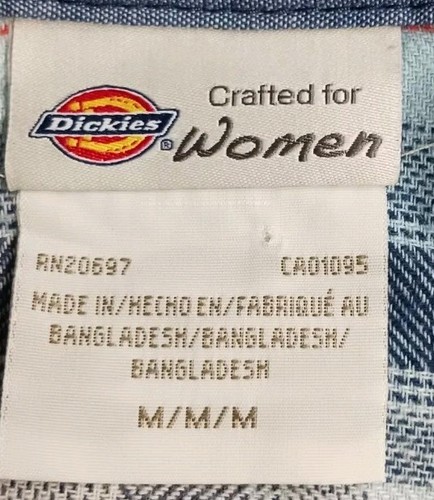 Crafted for
Dickies® Women
RN20697 CA01095
MADE IN/HECHO EN/FABRIQUÉ AU
BANGLADESH/BANGLADESH/
BANGLADESH
M/M/M